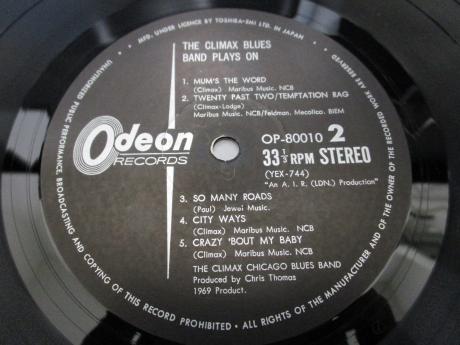 MFD. UNDER LICENCE BY TOSHIBA-EMI LTD. IN JAPAN
THE CLIMAX BLUES
BAND PLAYS ON
1. MUM'S THE WORD
(Climax) Maribus Music. NCB
2. TWENTY PAST TWO/TEMPTATION RAG
(Climax-Lodge)
Maribus Music. NCB/Feldman. Mecolico. BIEM
Odeon
RECORDS
OP-80010 2
33 1/3 RPM STEREO
(YEX-744)
"An A. I. R. (LDN.) Production"
3. SO MANY ROADS
(Paul) Jewel Music.
4. CITY WAYS
(Climax) Maribus Music. NCB
5. CRAZY 'BOUT MY BABY
(Climax) Maribus Music. NCB
THE CLIMAX CHICAGO BLUES BAND
Produced by Chris Thomas
1969 Product.
UNAUTHORIZED PUBLIC PERFORMANCE, BROADCASTING AND COPYING OF THIS RECORD PROHIBITED • ALL RIGHTS OF THE MANUFACTURER AND OF THE OWNER OF THE RECORDED WORK ARE RESERVED